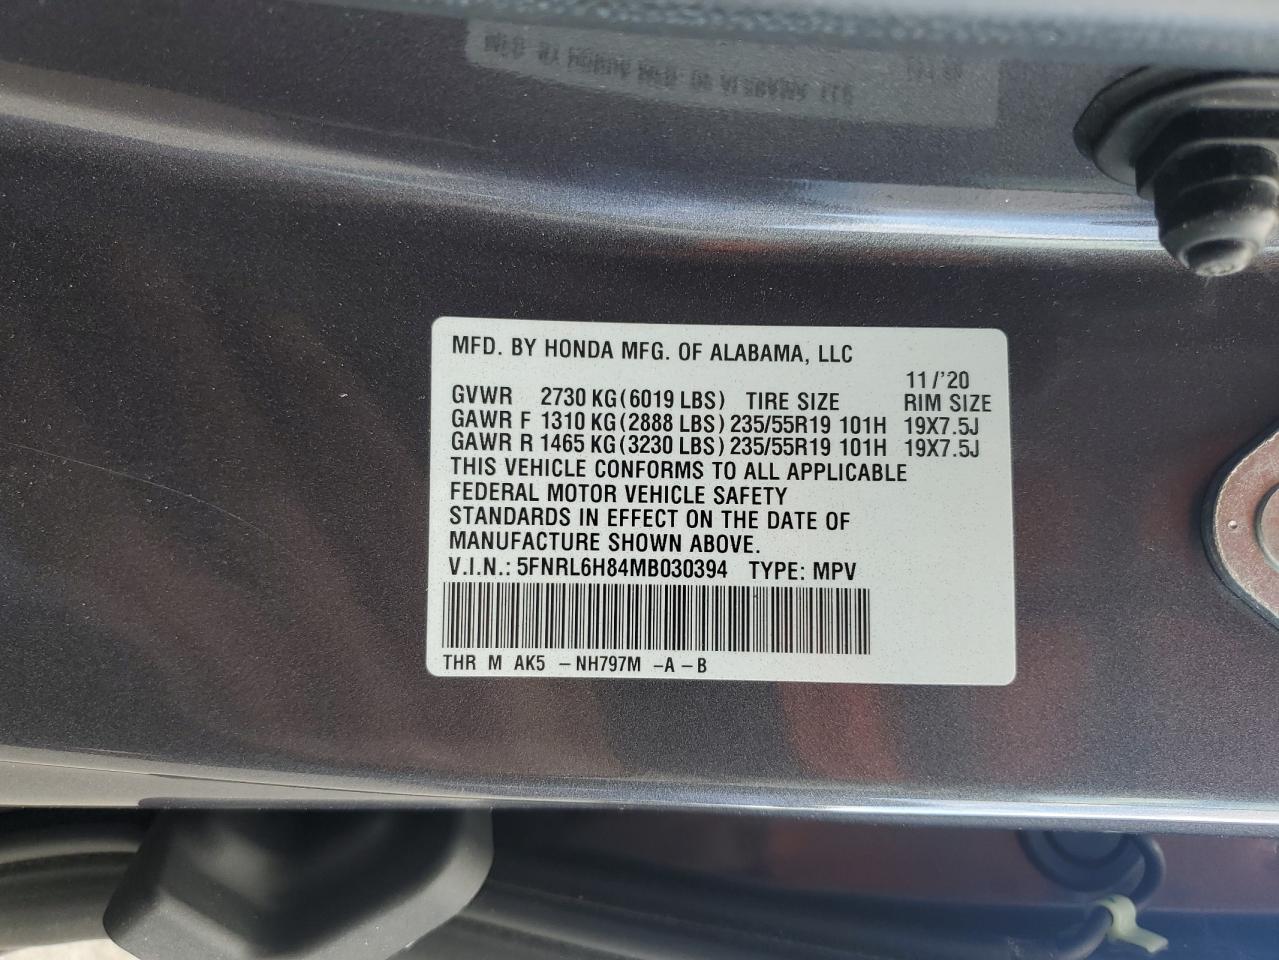 MFD. BY HONDA MFG. OF ALABAMA, LLC
11/'20
GVWR 2730 KG(6019 LBS) TIRE SIZE RIM SIZE
GAWR F 1310 KG(2888 LBS) 235/55R19 101H 19X7.5J
GAWR R 1465 KG(3230 LBS) 235/55R19 101H 19X7.5J
THIS VEHICLE CONFORMS TO ALL APPLICABLE
FEDERAL MOTOR VEHICLE SAFETY
STANDARDS IN EFFECT ON THE DATE OF
MANUFACTURE SHOWN ABOVE.
V.I.N.: 5FNRL6H84MB030394 TYPE: MPV
THR M AK5 -NH797M -A-B